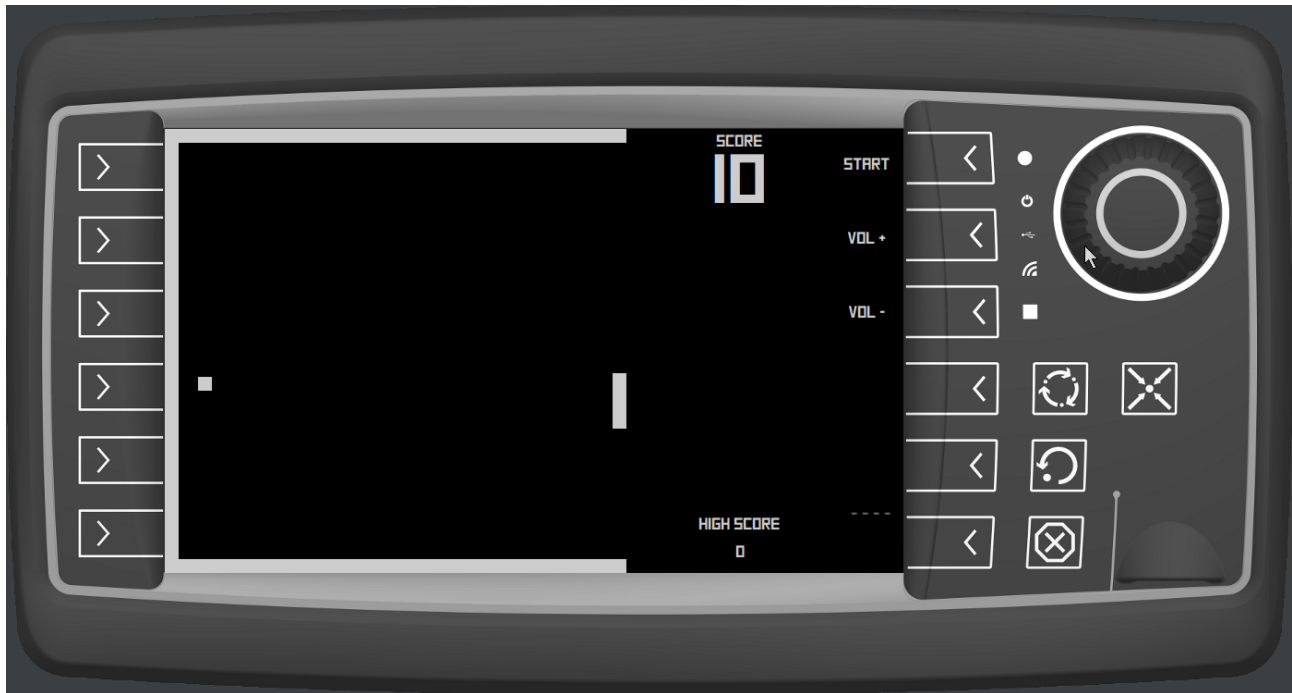 SCORE
10
START
VOL +
VOL -
- - - -
HIGH SCORE
0